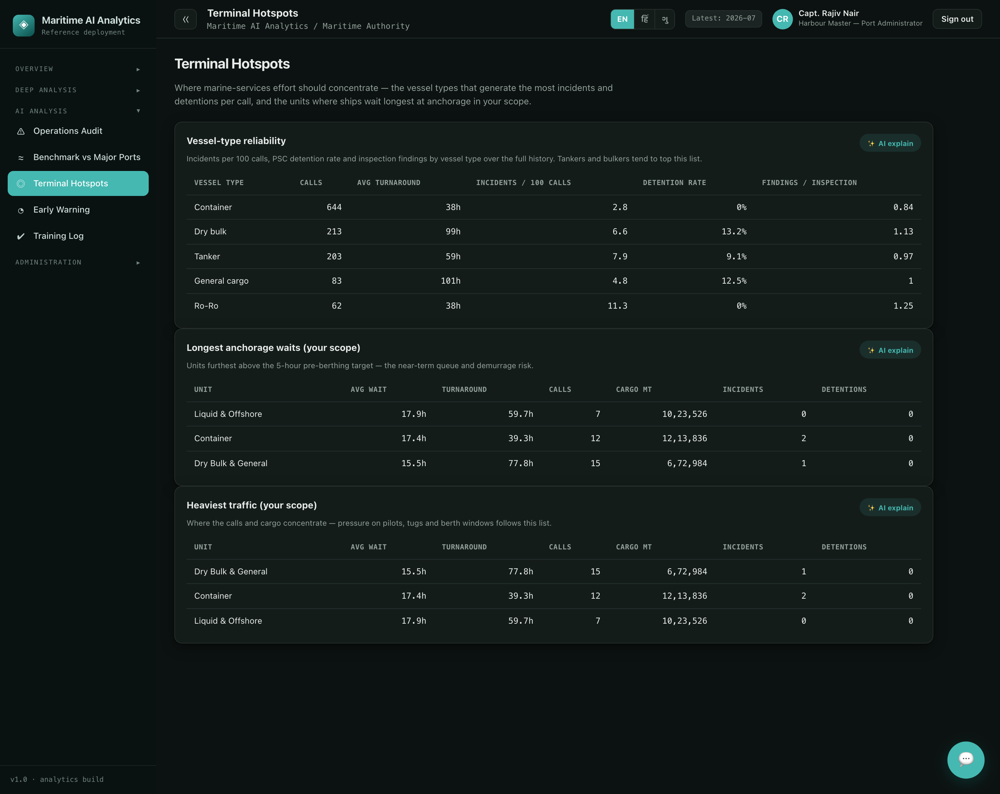 Maritime AI Analytics
Reference deployment
OVERVIEW
DEEP ANALYSIS
AI ANALYSIS
Operations Audit
Benchmark vs Major Ports
Terminal Hotspots
Early Warning
Training Log
ADMINISTRATION
v1.0 · analytics build
Terminal Hotspots
Maritime AI Analytics / Maritime Authority
EN हिं ગુ
Latest: 2026-07
CR
Capt. Rajiv Nair
Harbour Master — Port Administrator
Sign out
Terminal Hotspots
Where marine-services effort should concentrate — the vessel types that generate the most incidents and
detentions per call, and the units where ships wait longest at anchorage in your scope.
Vessel-type reliability
✨ AI explain
Incidents per 100 calls, PSC detention rate and inspection findings by vessel type over the full history. Tankers and bulkers tend to top this list.
VESSEL TYPE CALLS AVG TURNAROUND INCIDENTS / 100 CALLS DETENTION RATE FINDINGS / INSPECTION
Container 644 38h 2.8 0% 0.84
Dry bulk 213 99h 6.6 13.2% 1.13
Tanker 203 59h 7.9 9.1% 0.97
General cargo 83 101h 4.8 12.5% 1
Ro-Ro 62 38h 11.3 0% 1.25
Longest anchorage waits (your scope)
✨ AI explain
Units furthest above the 5-hour pre-berthing target — the near-term queue and demurrage risk.
UNIT AVG WAIT TURNAROUND CALLS CARGO MT INCIDENTS DETENTIONS
Liquid & Offshore 17.9h 59.7h 7 10,23,526 0 0
Container 17.4h 39.3h 12 12,13,836 2 0
Dry Bulk & General 15.5h 77.8h 15 6,72,984 1 0
Heaviest traffic (your scope)
✨ AI explain
Where the calls and cargo concentrate — pressure on pilots, tugs and berth windows follows this list.
UNIT AVG WAIT TURNAROUND CALLS CARGO MT INCIDENTS DETENTIONS
Dry Bulk & General 15.5h 77.8h 15 6,72,984 1 0
Container 17.4h 39.3h 12 12,13,836 2 0
Liquid & Offshore 17.9h 59.7h 7 10,23,526 0 0